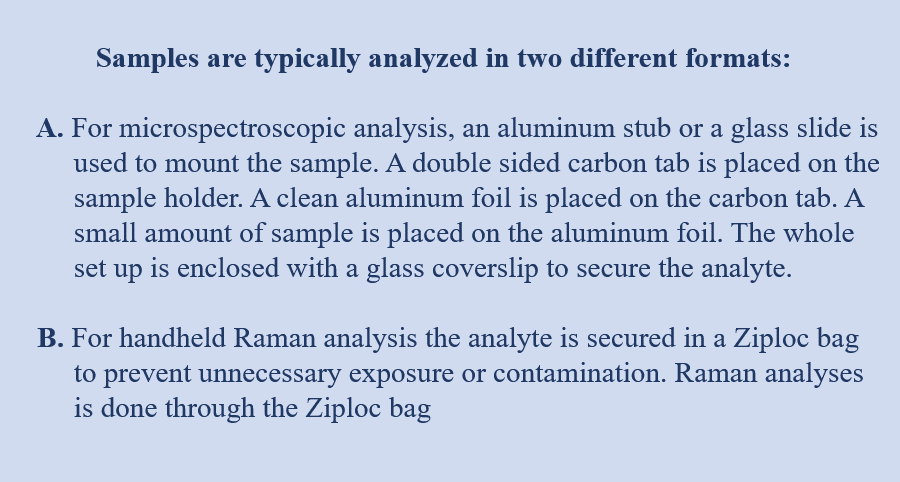 Samples are typically analyzed in two different formats:
A. For microspectroscopic analysis, an aluminum stub or a glass slide is
used to mount the sample. A double sided carbon tab is placed on the
sample holder. A clean aluminum foil is placed on the carbon tab. A
small amount of sample is placed on the aluminum foil. The whole
set up is enclosed with a glass coverslip to secure the analyte.
B. For handheld Raman analysis the analyte is secured in a Ziploc bag
to prevent unnecessary exposure or contamination. Raman analyses
is done through the Ziploc bag